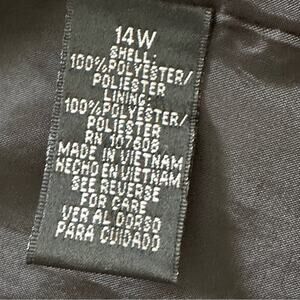 14W
SHELL:
100%POLYESTER/
POLIESTER
LINING:
100%POLYESTER/
POLIESTER
RN 107606
MADE IN VIETNAM
HECHO EN VIETNAM
SEE REVERSE
FOR CARE
VER AL DORSO
PARA CUIDADO